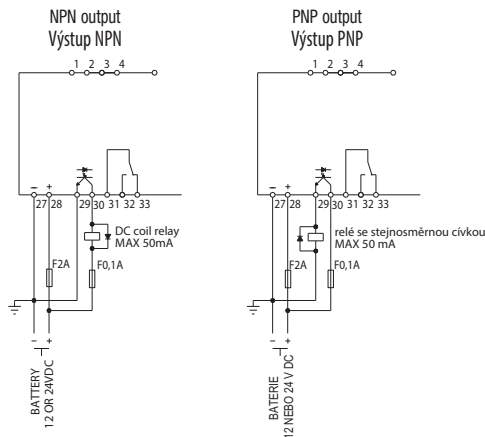 NPN output
Výstup NPN
1 2 3 4
– +
27 28 29 30 31 32 33
DC coil relay
MAX 50mA
F2A
F0,1A
– +
BATTERY
12 OR 24VDC
PNP output
Výstup PNP
1 2 3 4
– +
27 28 29 30 31 32 33
relé se stejnosměrnou cívkou
MAX 50 mA
F2A
F0,1A
– +
BATERIE
12 NEBO 24 V DC